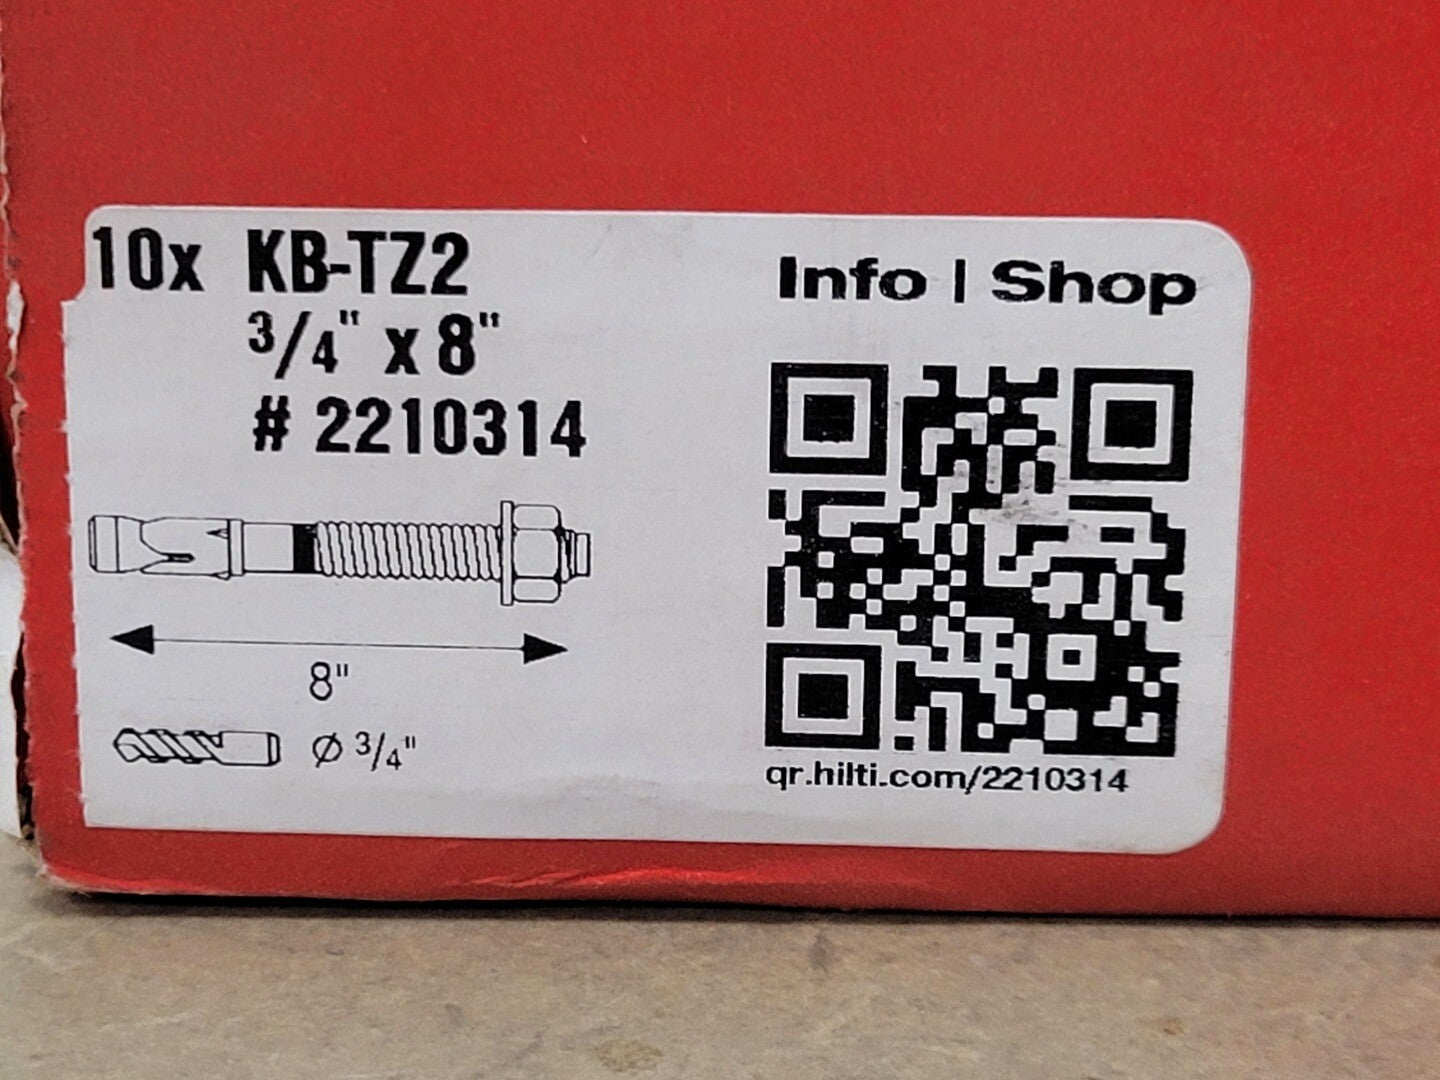 10x KB-TZ2
3/4" x 8"
# 2210314
8"
Ø 3/4"
Info | Shop
qr.hilti.com/2210314